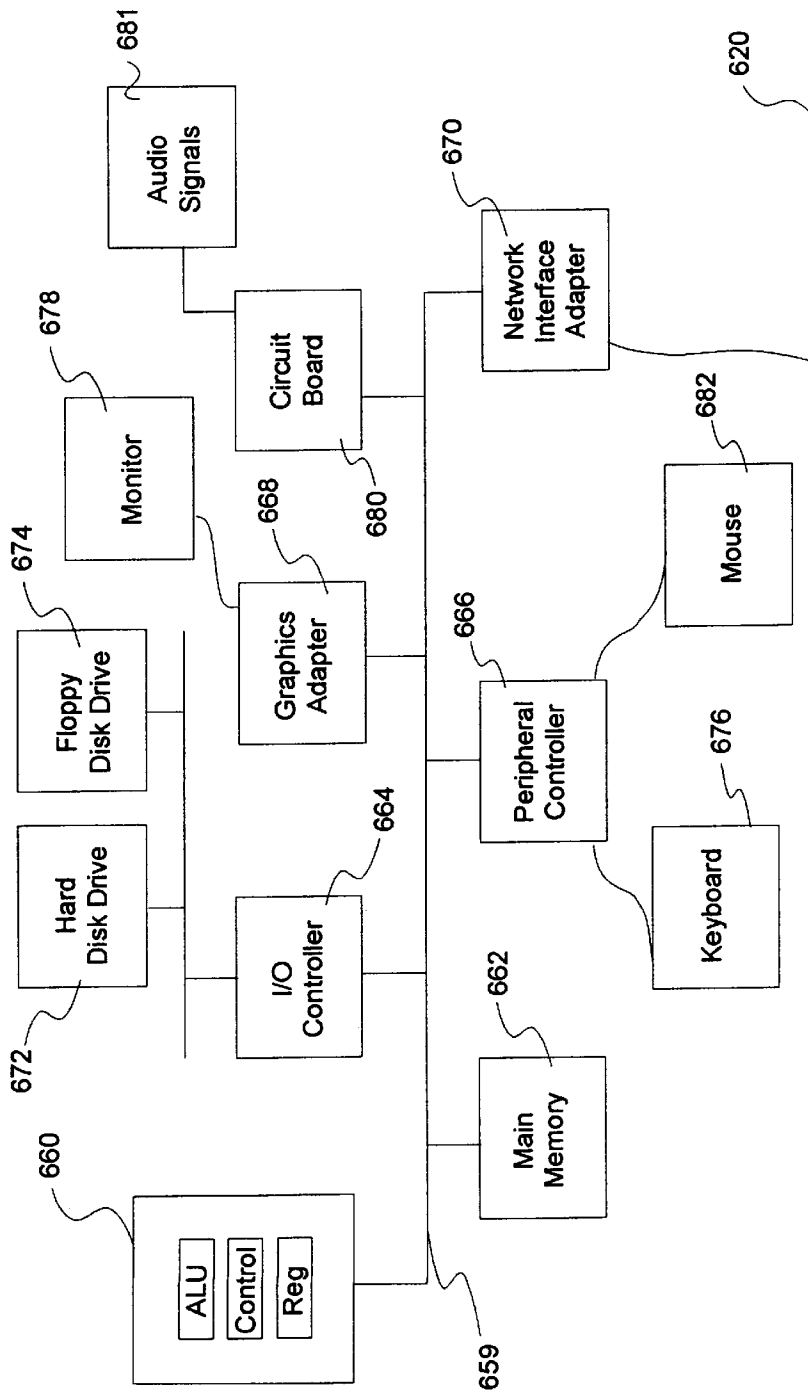 660
ALU
Control
Reg
659
672
Hard
Disk Drive
Floppy
Disk Drive
674
I/O
Controller
664
Monitor
678
Graphics
Adapter
668
Circuit
Board
680
Audio
Signals
681
Main
Memory
662
Peripheral
Controller
666
Keyboard
676
Mouse
682
Network
Interface
Adapter
670
620